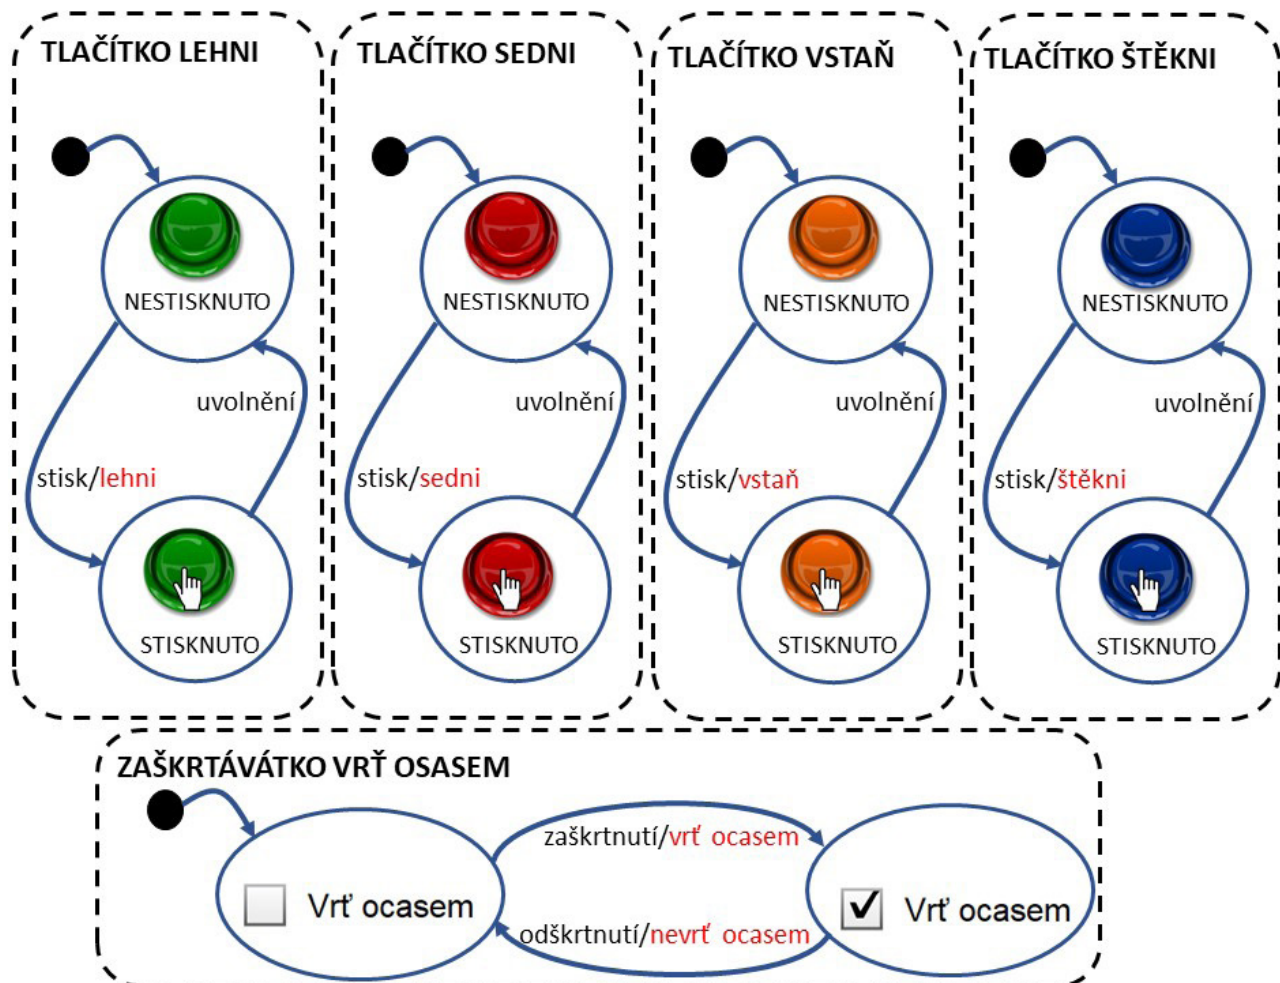 TLAČÍTKO LEHNI
NESTISKNUTO
uvolnění
stisk/lehni
STISKNUTO
TLAČÍTKO SEDNI
NESTISKNUTO
uvolnění
stisk/sedni
STISKNUTO
TLAČÍTKO VSTAŇ
NESTISKNUTO
uvolnění
stisk/vstaň
STISKNUTO
TLAČÍTKO ŠTĚKNI
NESTISKNUTO
uvolnění
stisk/štěkni
STISKNUTO
ZAŠKRTÁVÁTKO VRŤ OSASEM
zaškrtnutí/vrť ocasem
Vrť ocasem
Vrť ocasem
odškrtnutí/nevrť ocasem